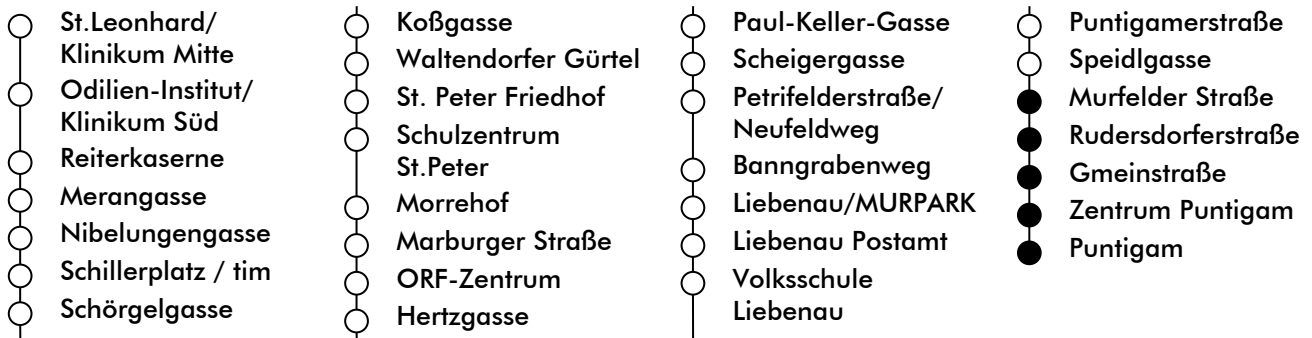 St.Leonhard/
Klinikum Mitte
Odilien-Institut/
Klinikum Süd
Reiterkaserne
Merangasse
Nibelungengasse
Schillerplatz / tim
Schörgelgasse
Koßgasse
Waltendorfer Gürtel
St. Peter Friedhof
Schulzentrum
St.Peter
Morrehof
Marburger Straße
ORF-Zentrum
Hertzgasse
Paul-Keller-Gasse
Scheigergasse
Petrifelderstraße/
Neufeldweg
Banngrabenweg
Liebenau/MURPARK
Liebenau Postamt
Volksschule
Liebenau
Puntigamerstraße
Speidlgasse
Murfelder Straße
Rudersdorferstraße
Gmeinstraße
Zentrum Puntigam
Puntigam